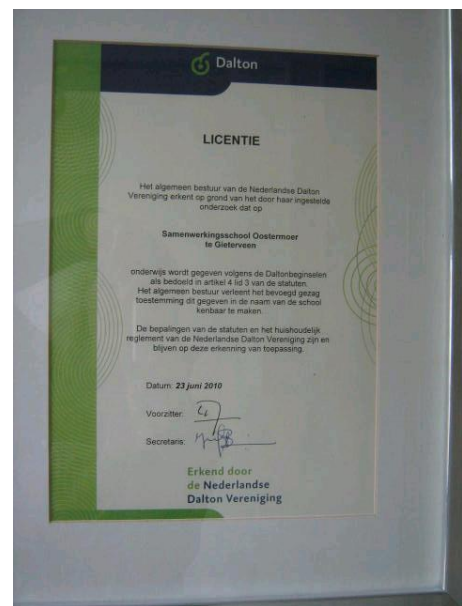 Dalton
LICENTIE
Het algemeen bestuur van de Nederlandse Dalton
Vereniging erkent op grond van het door haar ingestelde
onderzoek dat op
Samenwerkingsschool Oostermoer
te Gieterveen
onderwijs wordt gegeven volgens de Daltonbeginselen
als bedoeld in artikel 4 lid 3 van de statuten.
Het algemeen bestuur verleent het bevoegd gezag
toestemming dit gegeven in de naam van de school
kenbaar te maken.
De bepalingen van de statuten en het huishoudelijk
reglement van de Nederlandse Dalton Vereniging zijn en
blijven op deze erkenning van toepassing.
Datum: 23 juni 2010
Voorzitter:
Secretaris:
Erkend door
de Nederlandse
Dalton Vereniging